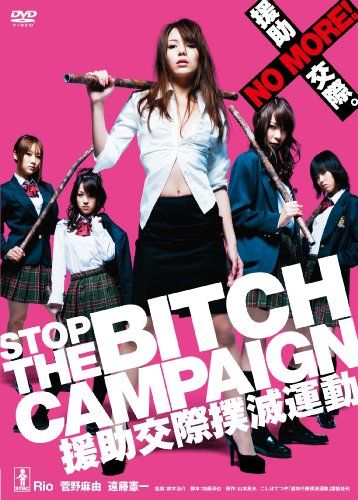 DVD
VIDEO
援助
NO MORE!
交際。
STOP
THE BITCH
CAMPAIGN
援助交際撲滅運動
Rio 菅野麻由 遠藤憲一